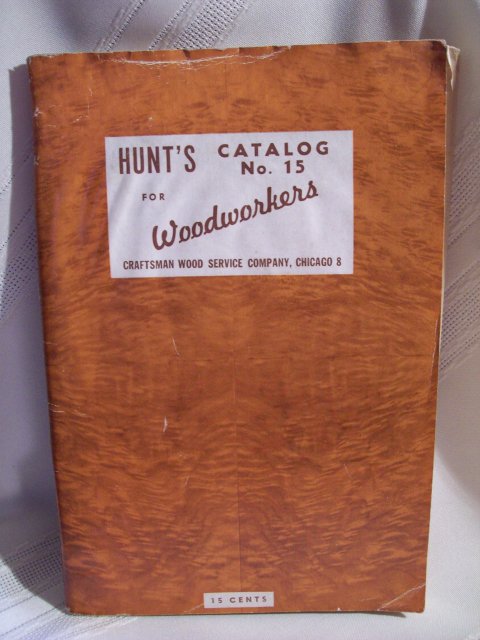 HUNT'S CATALOG
No. 15
FOR
Woodworkers
CRAFTSMAN WOOD SERVICE COMPANY, CHICAGO 8
15 CENTS